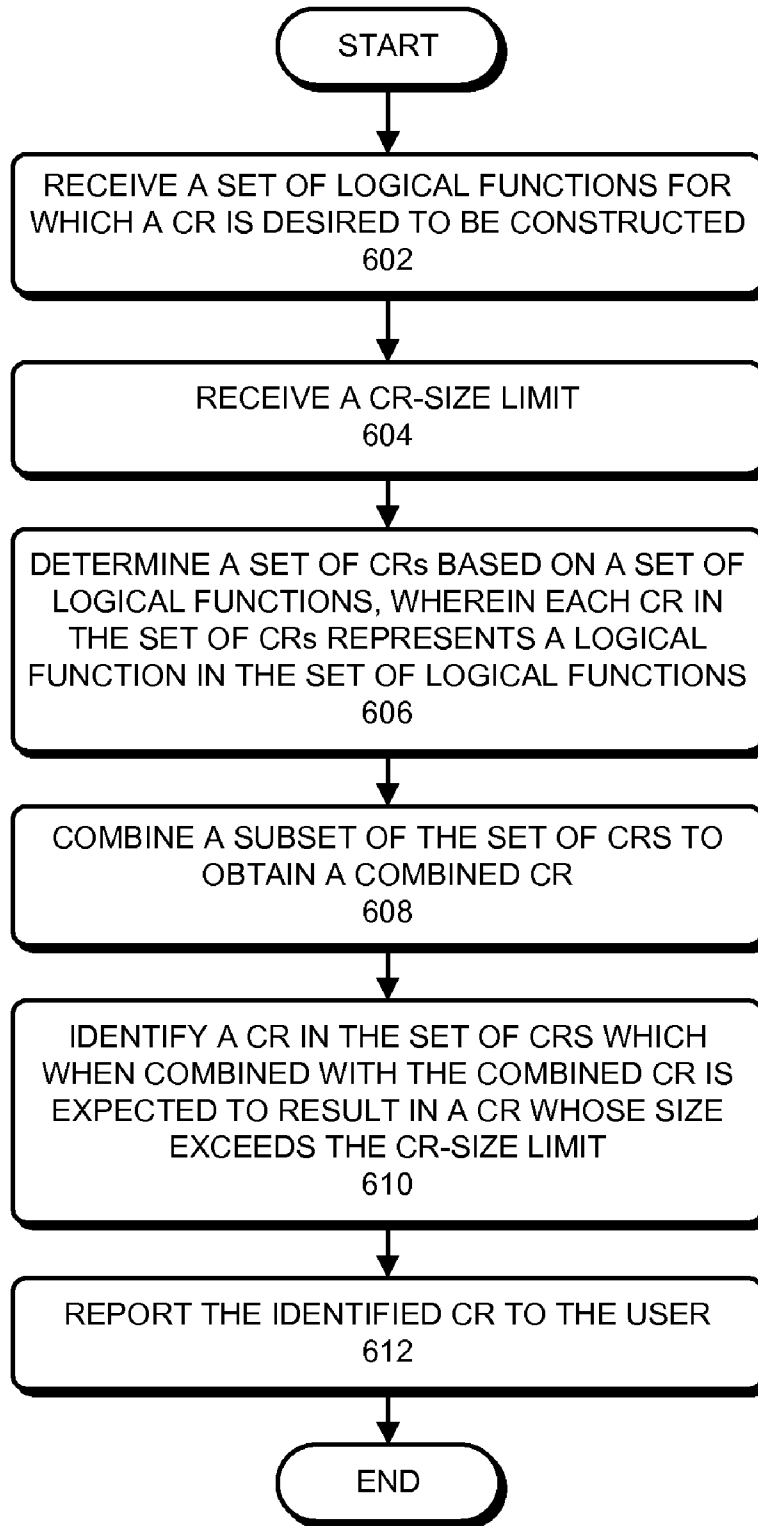 START
RECEIVE A SET OF LOGICAL FUNCTIONS FOR
WHICH A CR IS DESIRED TO BE CONSTRUCTED
602
RECEIVE A CR-SIZE LIMIT
604
DETERMINE A SET OF CRs BASED ON A SET OF
LOGICAL FUNCTIONS, WHEREIN EACH CR IN
THE SET OF CRs REPRESENTS A LOGICAL
FUNCTION IN THE SET OF LOGICAL FUNCTIONS
606
COMBINE A SUBSET OF THE SET OF CRS TO
OBTAIN A COMBINED CR
608
IDENTIFY A CR IN THE SET OF CRS WHICH
WHEN COMBINED WITH THE COMBINED CR IS
EXPECTED TO RESULT IN A CR WHOSE SIZE
EXCEEDS THE CR-SIZE LIMIT
610
REPORT THE IDENTIFIED CR TO THE USER
612
END